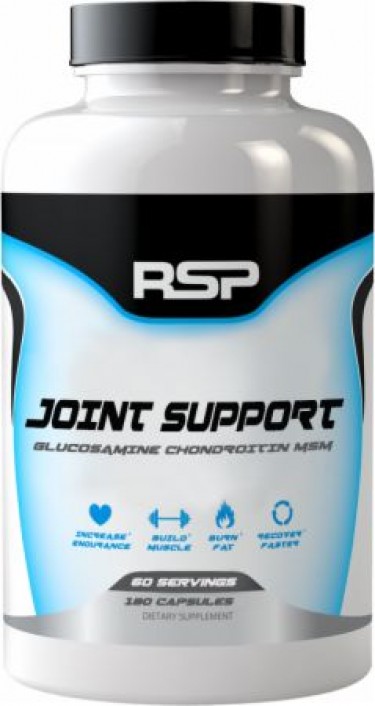 RSP
JOINT SUPPORT
GLUCOSAMINE CHONDROITIN MSM
INCREASE* BUILD* BURN* RECOVER*
ENDURANCE MUSCLE FAT FASTER
60 SERVINGS
180 CAPSULES
DIETARY SUPPLEMENT